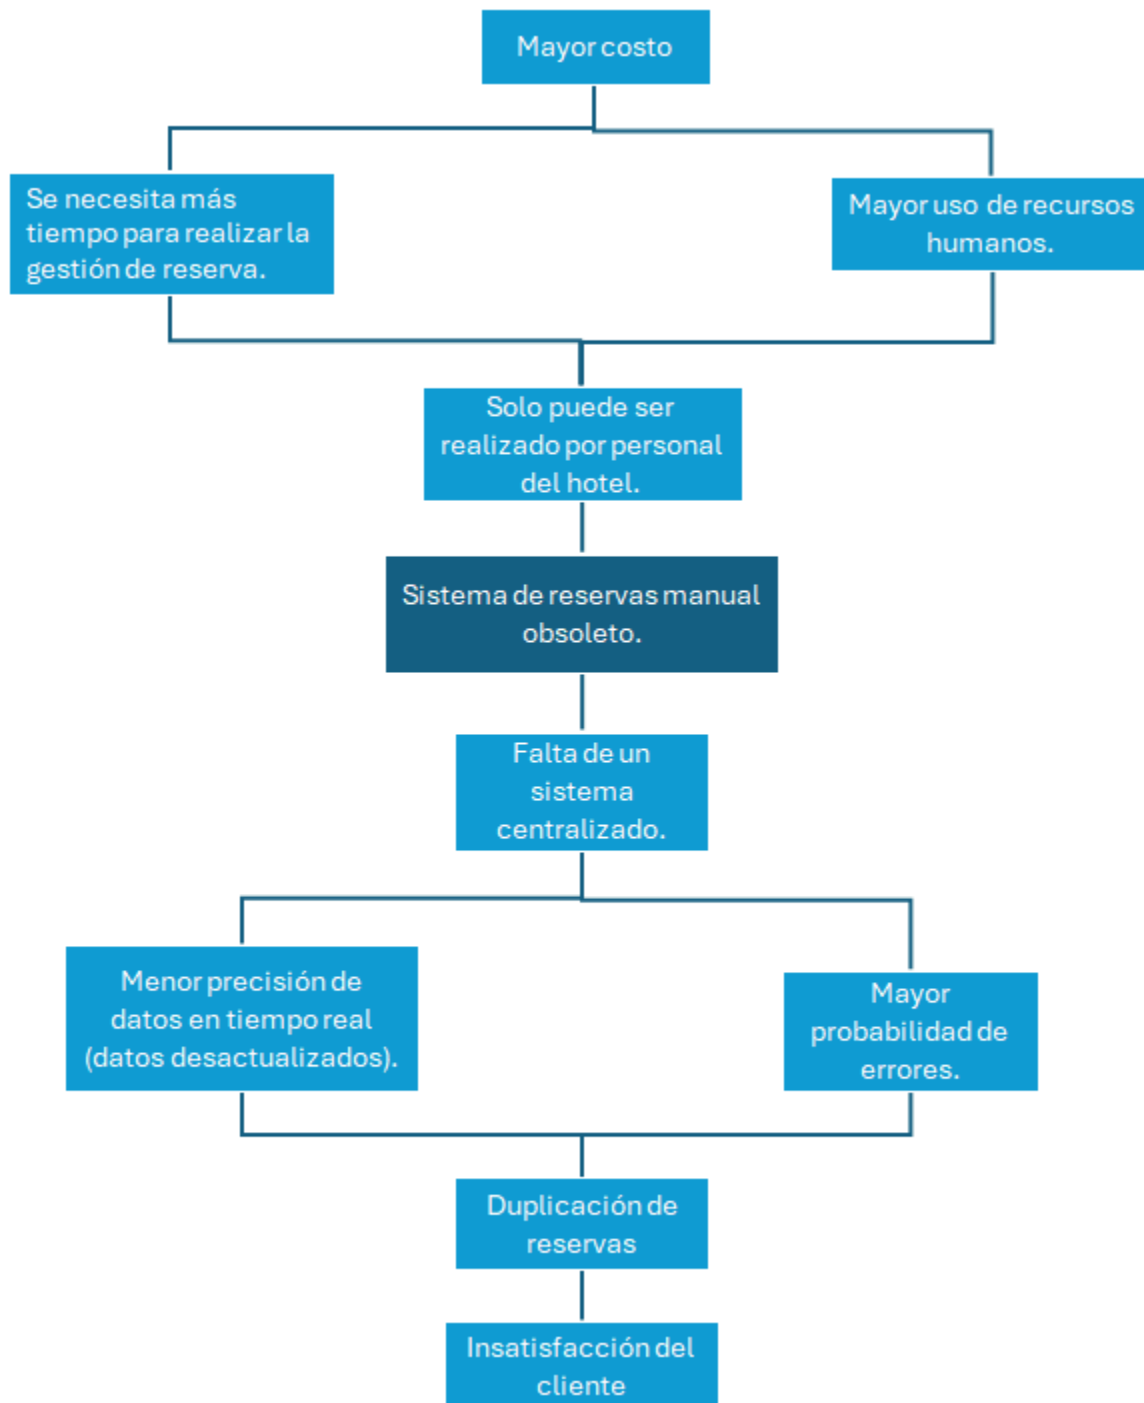 Mayor costo
Se necesita más
tiempo para realizar la
gestión de reserva.
Mayor uso de recursos
humanos.
Solo puede ser
realizado por personal
del hotel.
Sistema de reservas manual
obsoleto.
Falta de un
sistema
centralizado.
Menor precisión de
datos en tiempo real
(datos desactualizados).
Mayor
probabilidad de
errores.
Duplicación de
reservas
Insatisfacción del
cliente